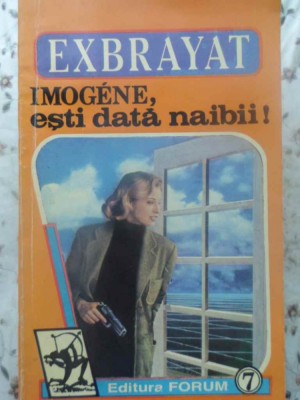 EXBRAYAT
IMOGÉNE,
ești dată naibii!
Editura FORUM 7